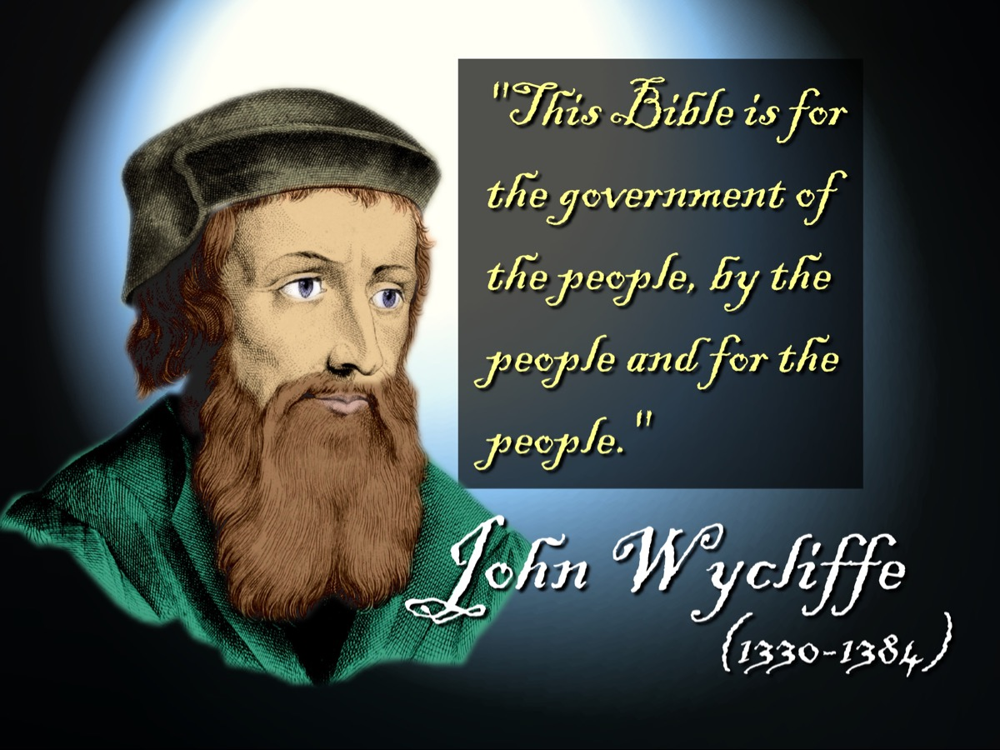 "This Bible is for
the government of
the people, by the
people and for the
people."
John Wycliffe
(1330-1384)